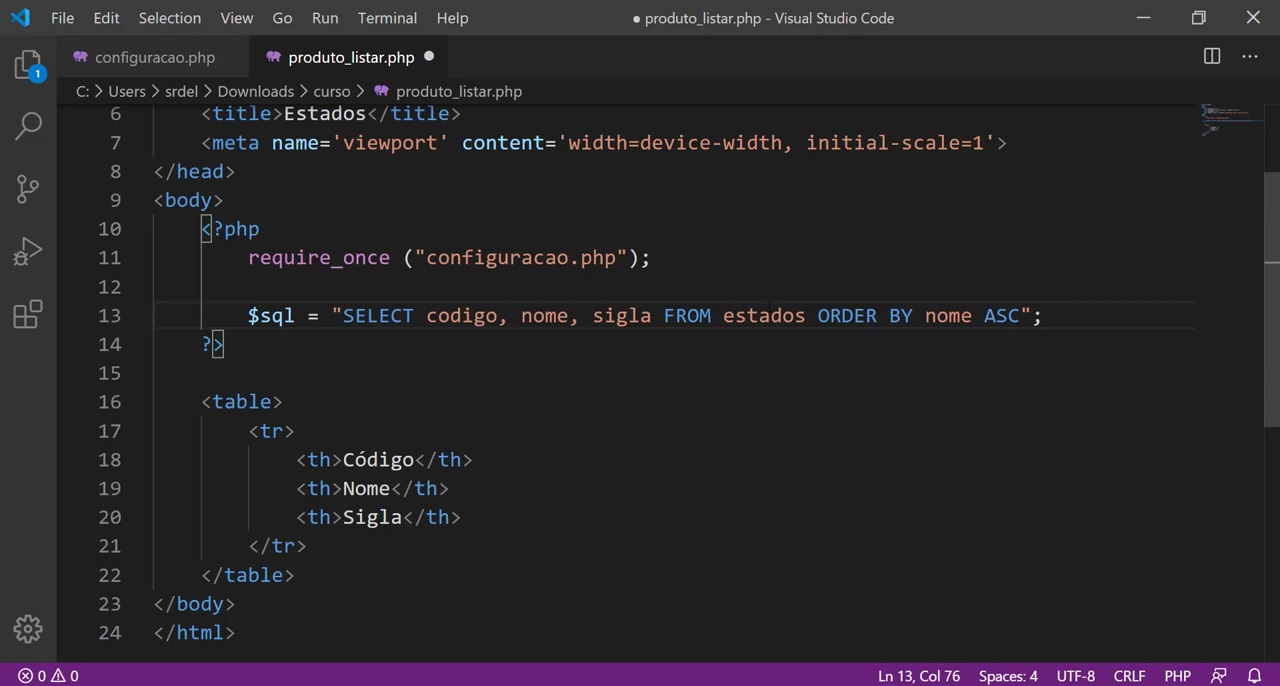 File Edit Selection View Go Run Terminal Help ● produto_listar.php - Visual Studio Code
configuracao.php produto_listar.php ●
C: > Users > srdel > Downloads > curso > produto_listar.php
1
6 <title>Estados</title>
7 <meta name='viewport' content='width=device-width, initial-scale=1'>
8 </head>
9 <body>
10 <?php
11 require_once ("configuracao.php");
12
13 $sql = "SELECT codigo, nome, sigla FROM estados ORDER BY nome ASC";
14 ?>
15
16 <table>
17 <tr>
18 <th>Código</th>
19 <th>Nome</th>
20 <th>Sigla</th>
21 </tr>
22 </table>
23 </body>
24 </html>
0 0 Ln 13, Col 76 Spaces: 4 UTF-8 CRLF PHP